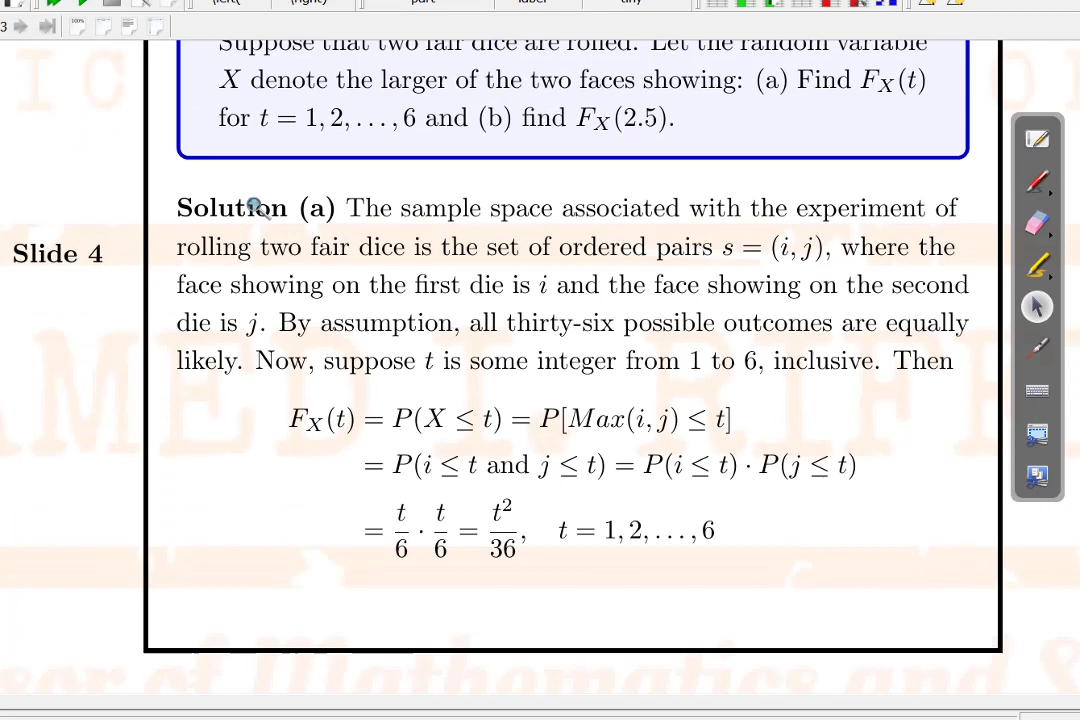 Suppose that two fair dice are rolled. Let the random variable
X denote the larger of the two faces showing: (a) Find F_X(t)
for t = 1, 2, . . . , 6 and (b) find F_X(2.5).
Solution (a) The sample space associated with the experiment of
rolling two fair dice is the set of ordered pairs s = (i, j), where the
Slide 4
face showing on the first die is i and the face showing on the second
die is j. By assumption, all thirty-six possible outcomes are equally
likely. Now, suppose t is some integer from 1 to 6, inclusive. Then
F_X(t) = P(X ≤ t) = P[Max(i, j) ≤ t]
= P(i ≤ t and j ≤ t) = P(i ≤ t) · P(j ≤ t)
= t/6 · t/6 = t²/36, t = 1, 2, . . . , 6